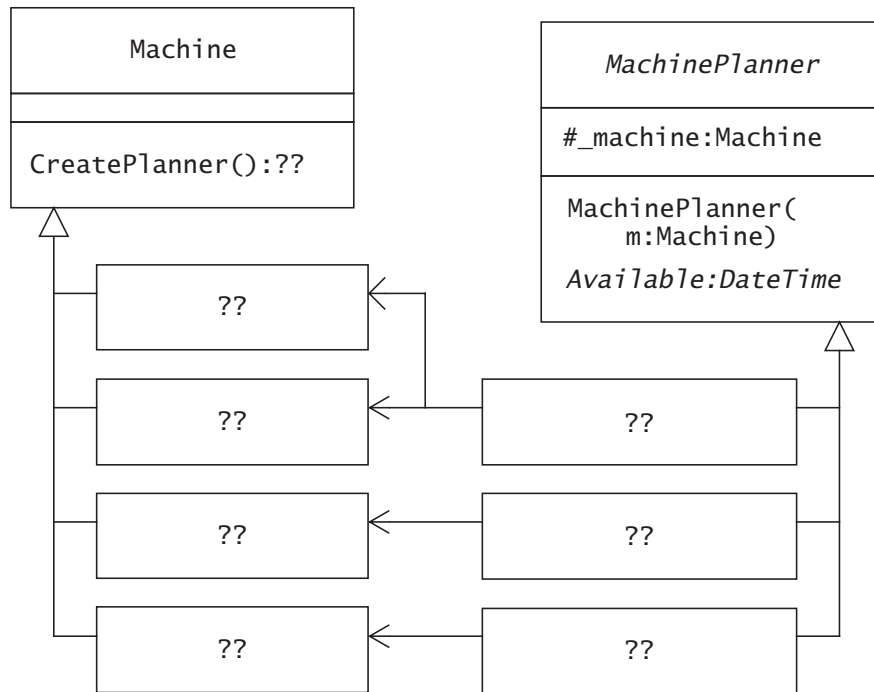 Machine
CreatePlanner():??
MachinePlanner
#_machine:Machine
MachinePlanner(
m:Machine)
Available:DateTime
??
??
??
??
??
??
??